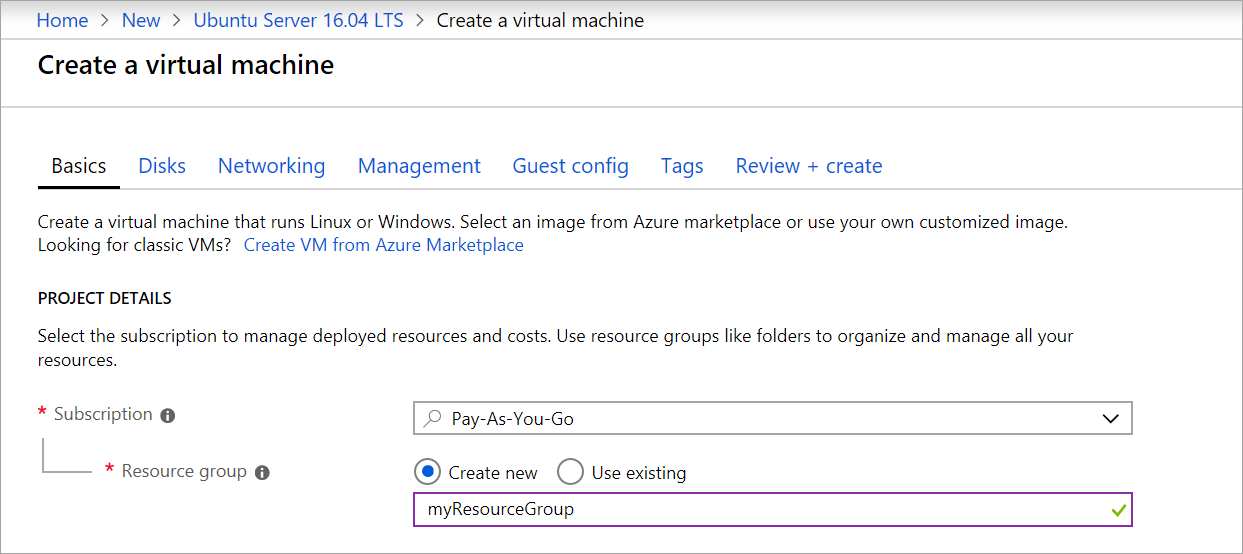 Home > New > Ubuntu Server 16.04 LTS > Create a virtual machine
Create a virtual machine
Basics Disks Networking Management Guest config Tags Review + create
Create a virtual machine that runs Linux or Windows. Select an image from Azure marketplace or use your own customized image.
Looking for classic VMs? Create VM from Azure Marketplace
PROJECT DETAILS
Select the subscription to manage deployed resources and costs. Use resource groups like folders to organize and manage all your
resources.
* Subscription Pay-As-You-Go
* Resource group Create new Use existing
myResourceGroup